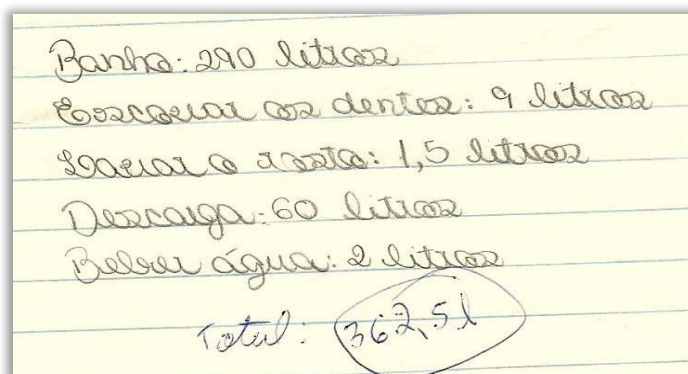 Banho: 290 litros
Escovar os dentes: 9 litros
Lavar o rosto: 1,5 litros
Descarga: 60 litros
Beber água: 2 litros
Total: 362,5 l